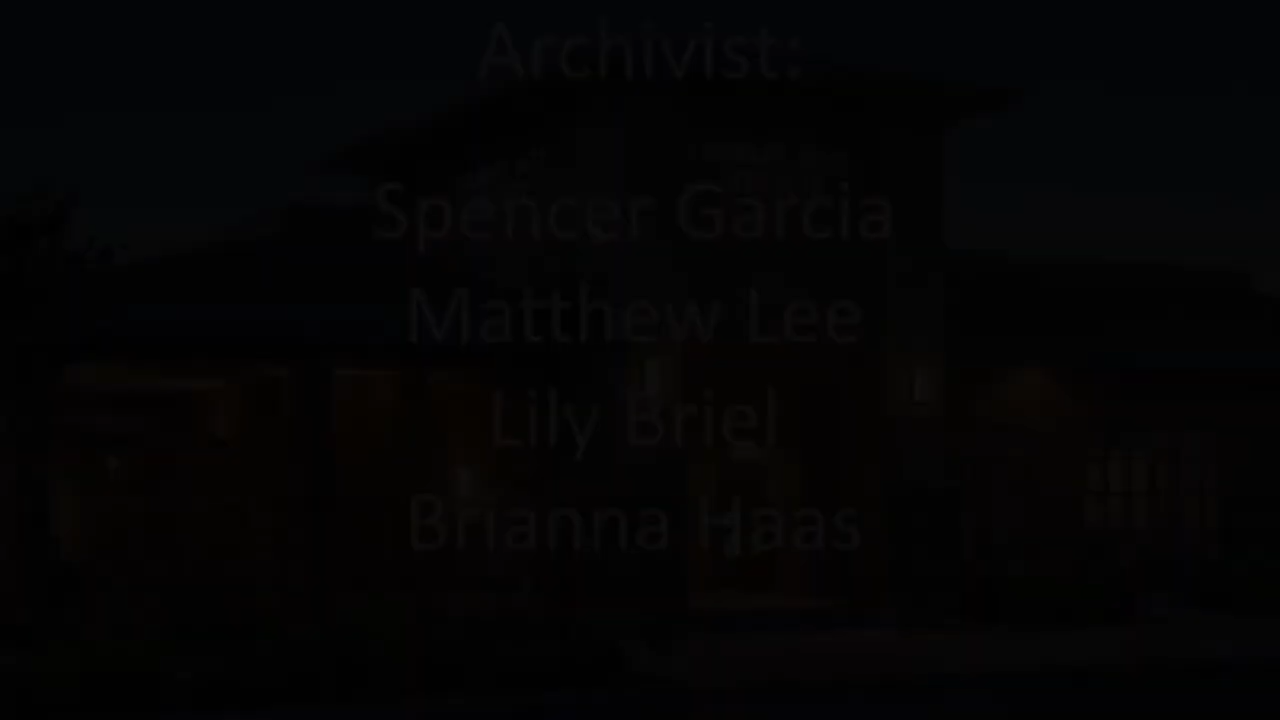 Archivist:
Spencer Garcia
Matthew Lee
Lily Briel
Brianna Haas